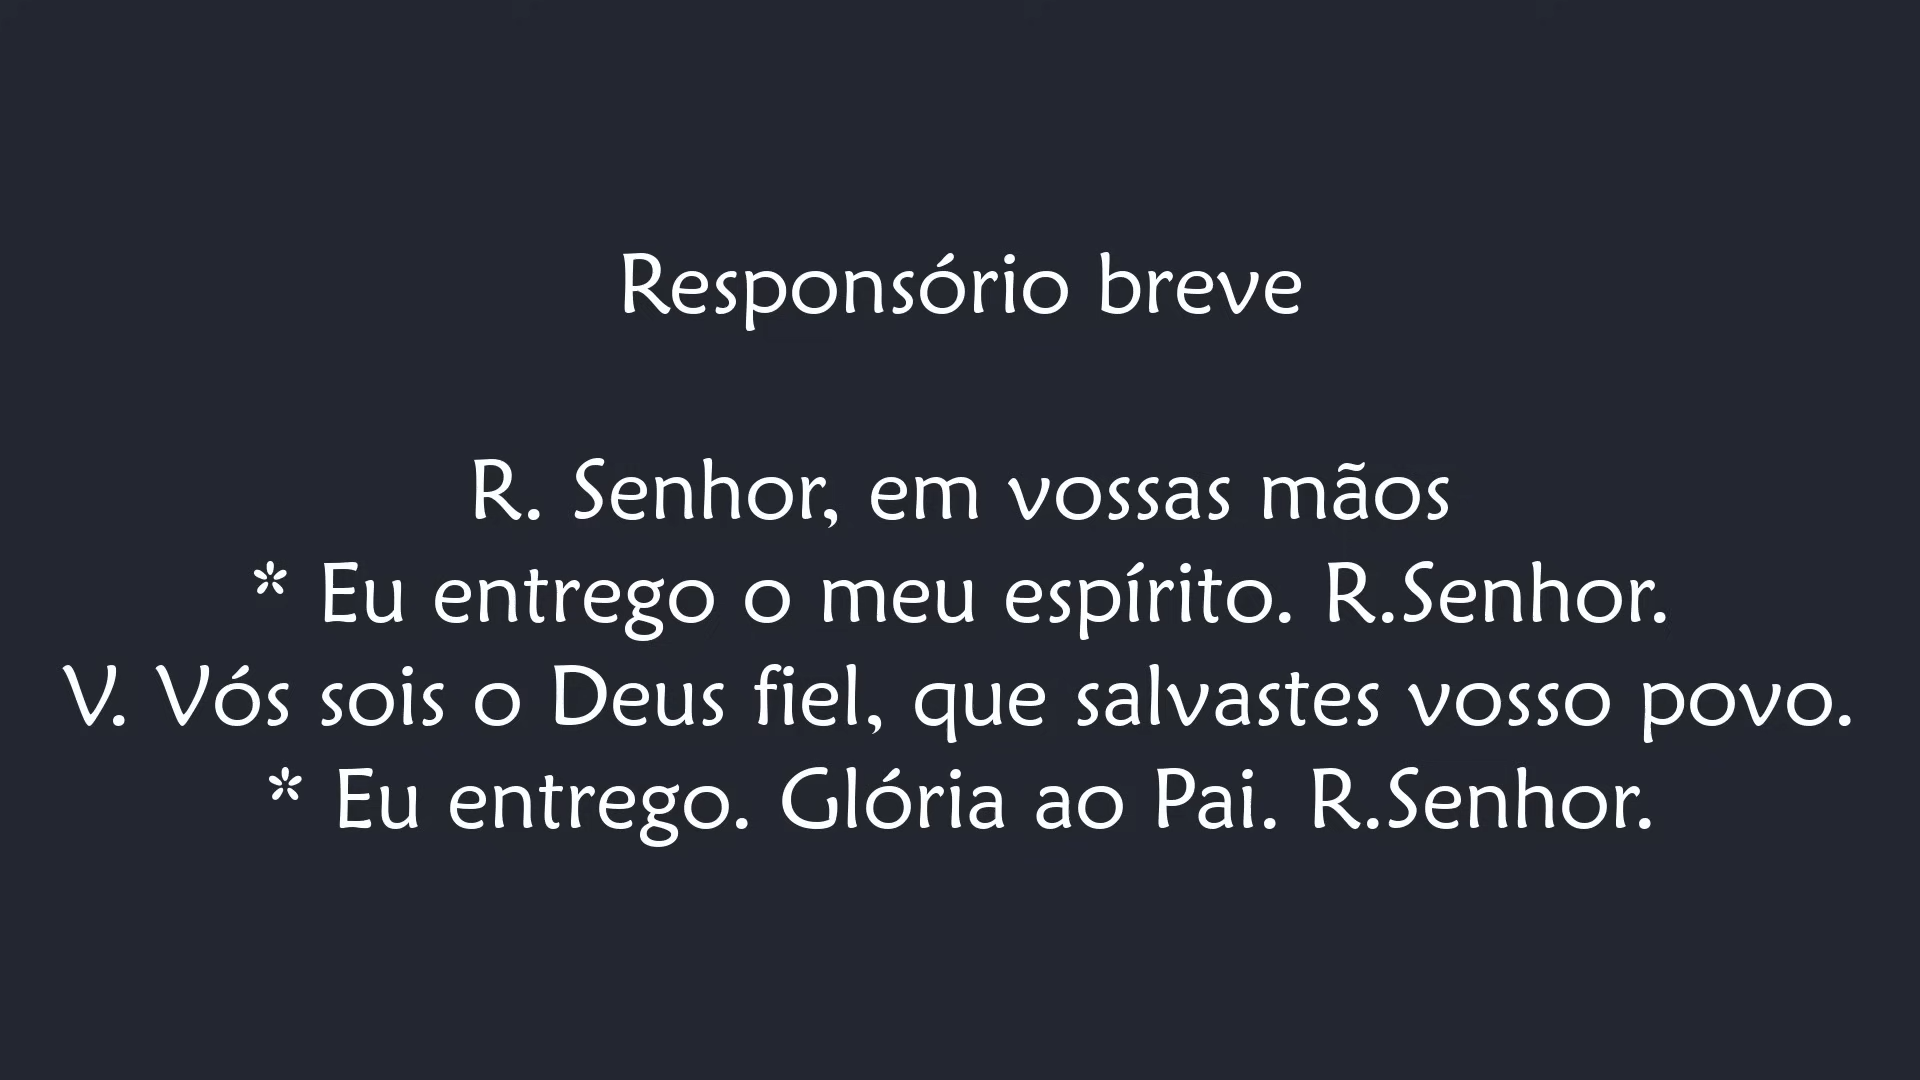 Responsório breve
R. Senhor, em vossas mãos
* Eu entrego o meu espírito. R.Senhor.
V. Vós sois o Deus fiel, que salvastes vosso povo.
* Eu entrego. Glória ao Pai. R.Senhor.